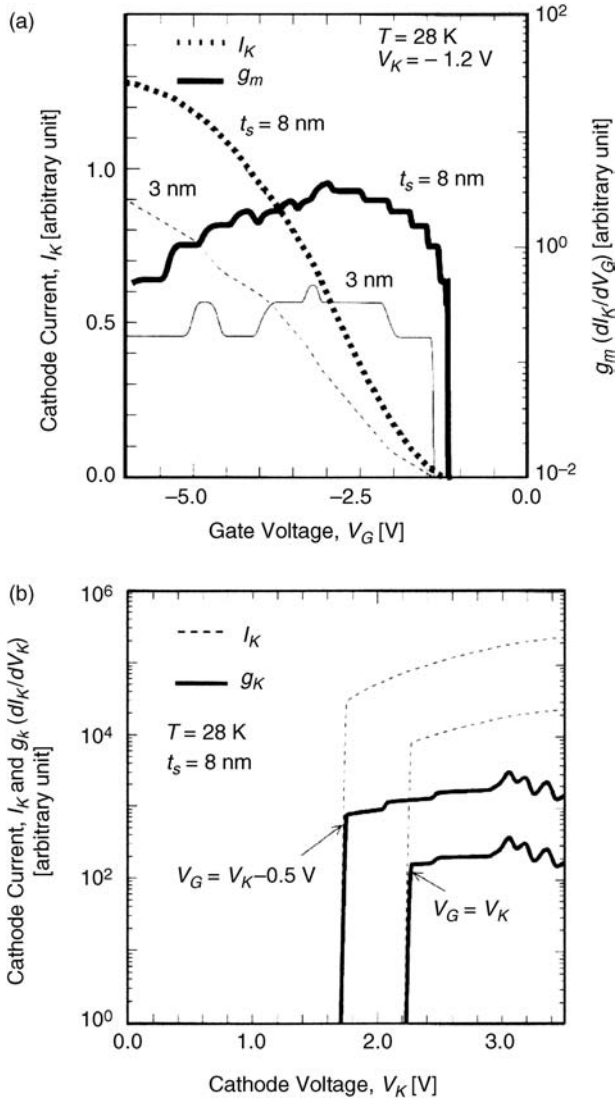 (a)
I_K
g_m
T = 28 K
V_K = − 1.2 V
t_s = 8 nm
3 nm
t_s = 8 nm
3 nm
Cathode Current, I_K [arbitrary unit]
1.0
0.5
0.0
10^2
10^0
10^−2
g_m (dI_K/dV_G) [arbitrary unit]
−5.0 −2.5 0.0
Gate Voltage, V_G [V]
(b)
I_K
g_K
T = 28 K
t_s = 8 nm
V_G = V_K−0.5 V
V_G = V_K
Cathode Current, I_K and g_k (dI_K/dV_K)
[arbitrary unit]
10^6
10^4
10^2
10^0
0.0 1.0 2.0 3.0
Cathode Voltage, V_K [V]